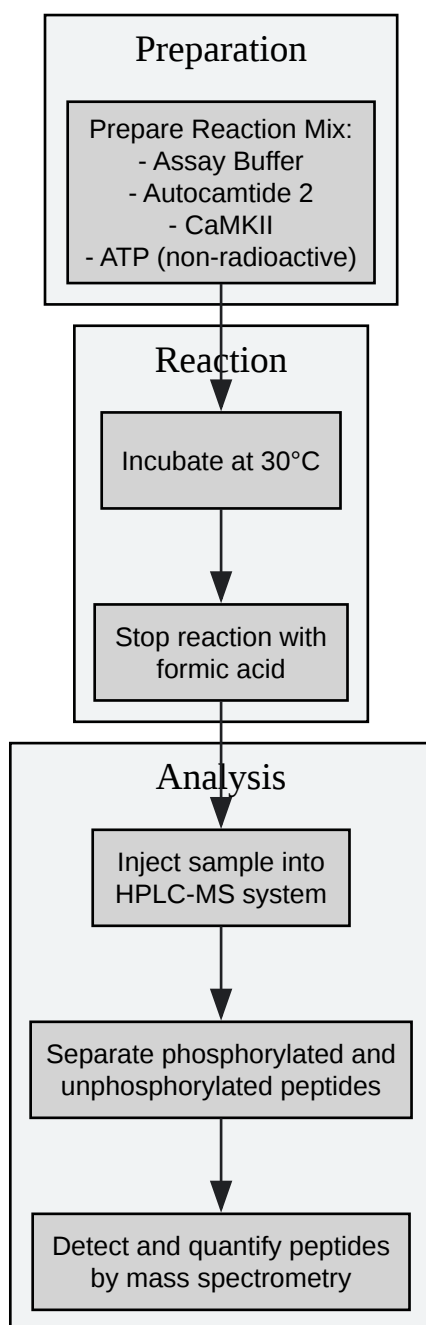 Preparation
Prepare Reaction Mix:
- Assay Buffer
- Autocamtide 2
- CaMKII
- ATP (non-radioactive)
Reaction
Incubate at 30°C
Stop reaction with
formic acid
Analysis
Inject sample into
HPLC-MS system
Separate phosphorylated and
unphosphorylated peptides
Detect and quantify peptides
by mass spectrometry